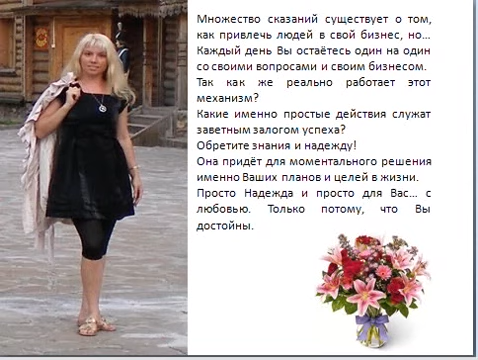 Множество сказаний существует о том,
как привлечь людей в свой бизнес, но…
Каждый день Вы остаётесь один на один
со своими вопросами и своим бизнесом.
Так как же реально работает этот
механизм?
Какие именно простые действия служат
заветным залогом успеха?
Обретите знания и надежду!
Она придёт для моментального решения
именно Ваших планов и целей в жизни.
Просто Надежда и просто для Вас… с
любовью. Только потому, что Вы
достойны.